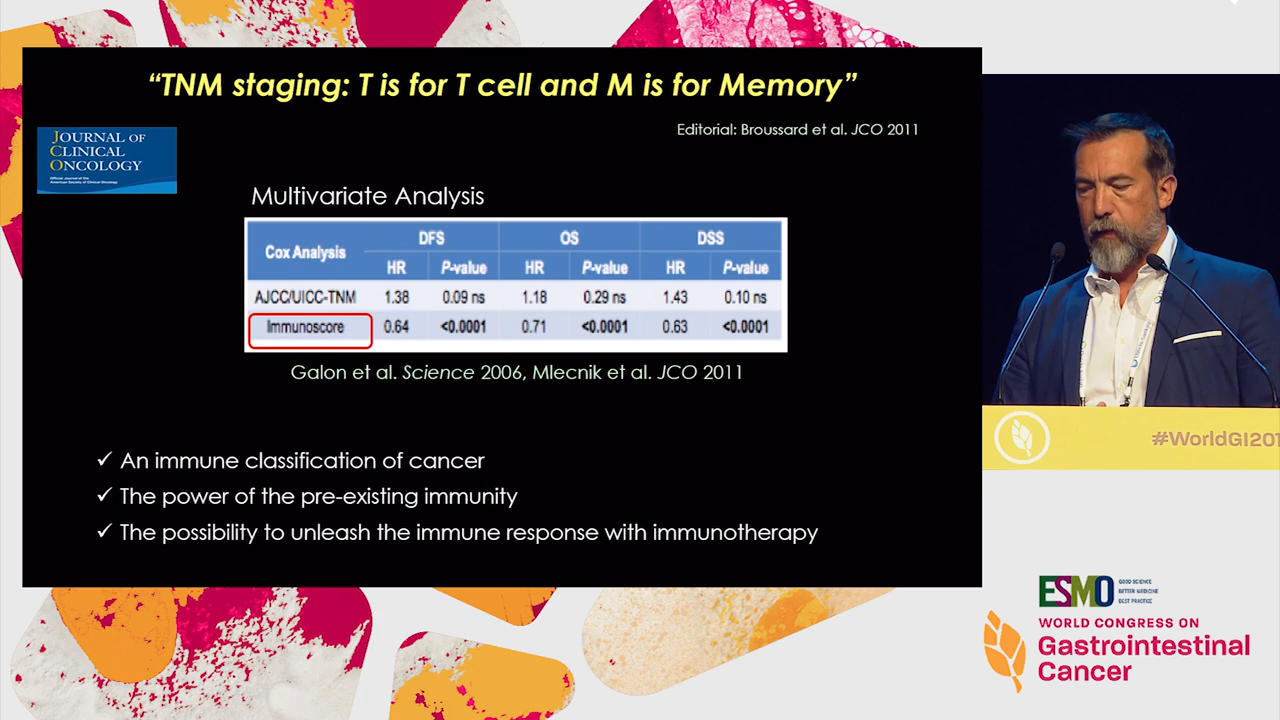 “TNM staging: T is for T cell and M is for Memory”
Editorial: Broussard et al. JCO 2011
JOURNAL OF
CLINICAL
ONCOLOGY
Official Journal of the
American Society of Clinical Oncology
Multivariate Analysis
Cox Analysis DFS OS DSS
HR P-value HR P-value HR P-value
AJCC/UICC-TNM 1.38 0.09 ns 1.18 0.29 ns 1.43 0.10 ns
Immunoscore 0.64 <0.0001 0.71 <0.0001 0.63 <0.0001
Galon et al. Science 2006, Mlecnik et al. JCO 2011
✓ An immune classification of cancer
✓ The power of the pre-existing immunity
✓ The possibility to unleash the immune response with immunotherapy
#WorldGI201
ESMO
GOOD SCIENCE
BETTER MEDICINE
BEST PRACTICE
WORLD CONGRESS ON
Gastrointestinal
Cancer